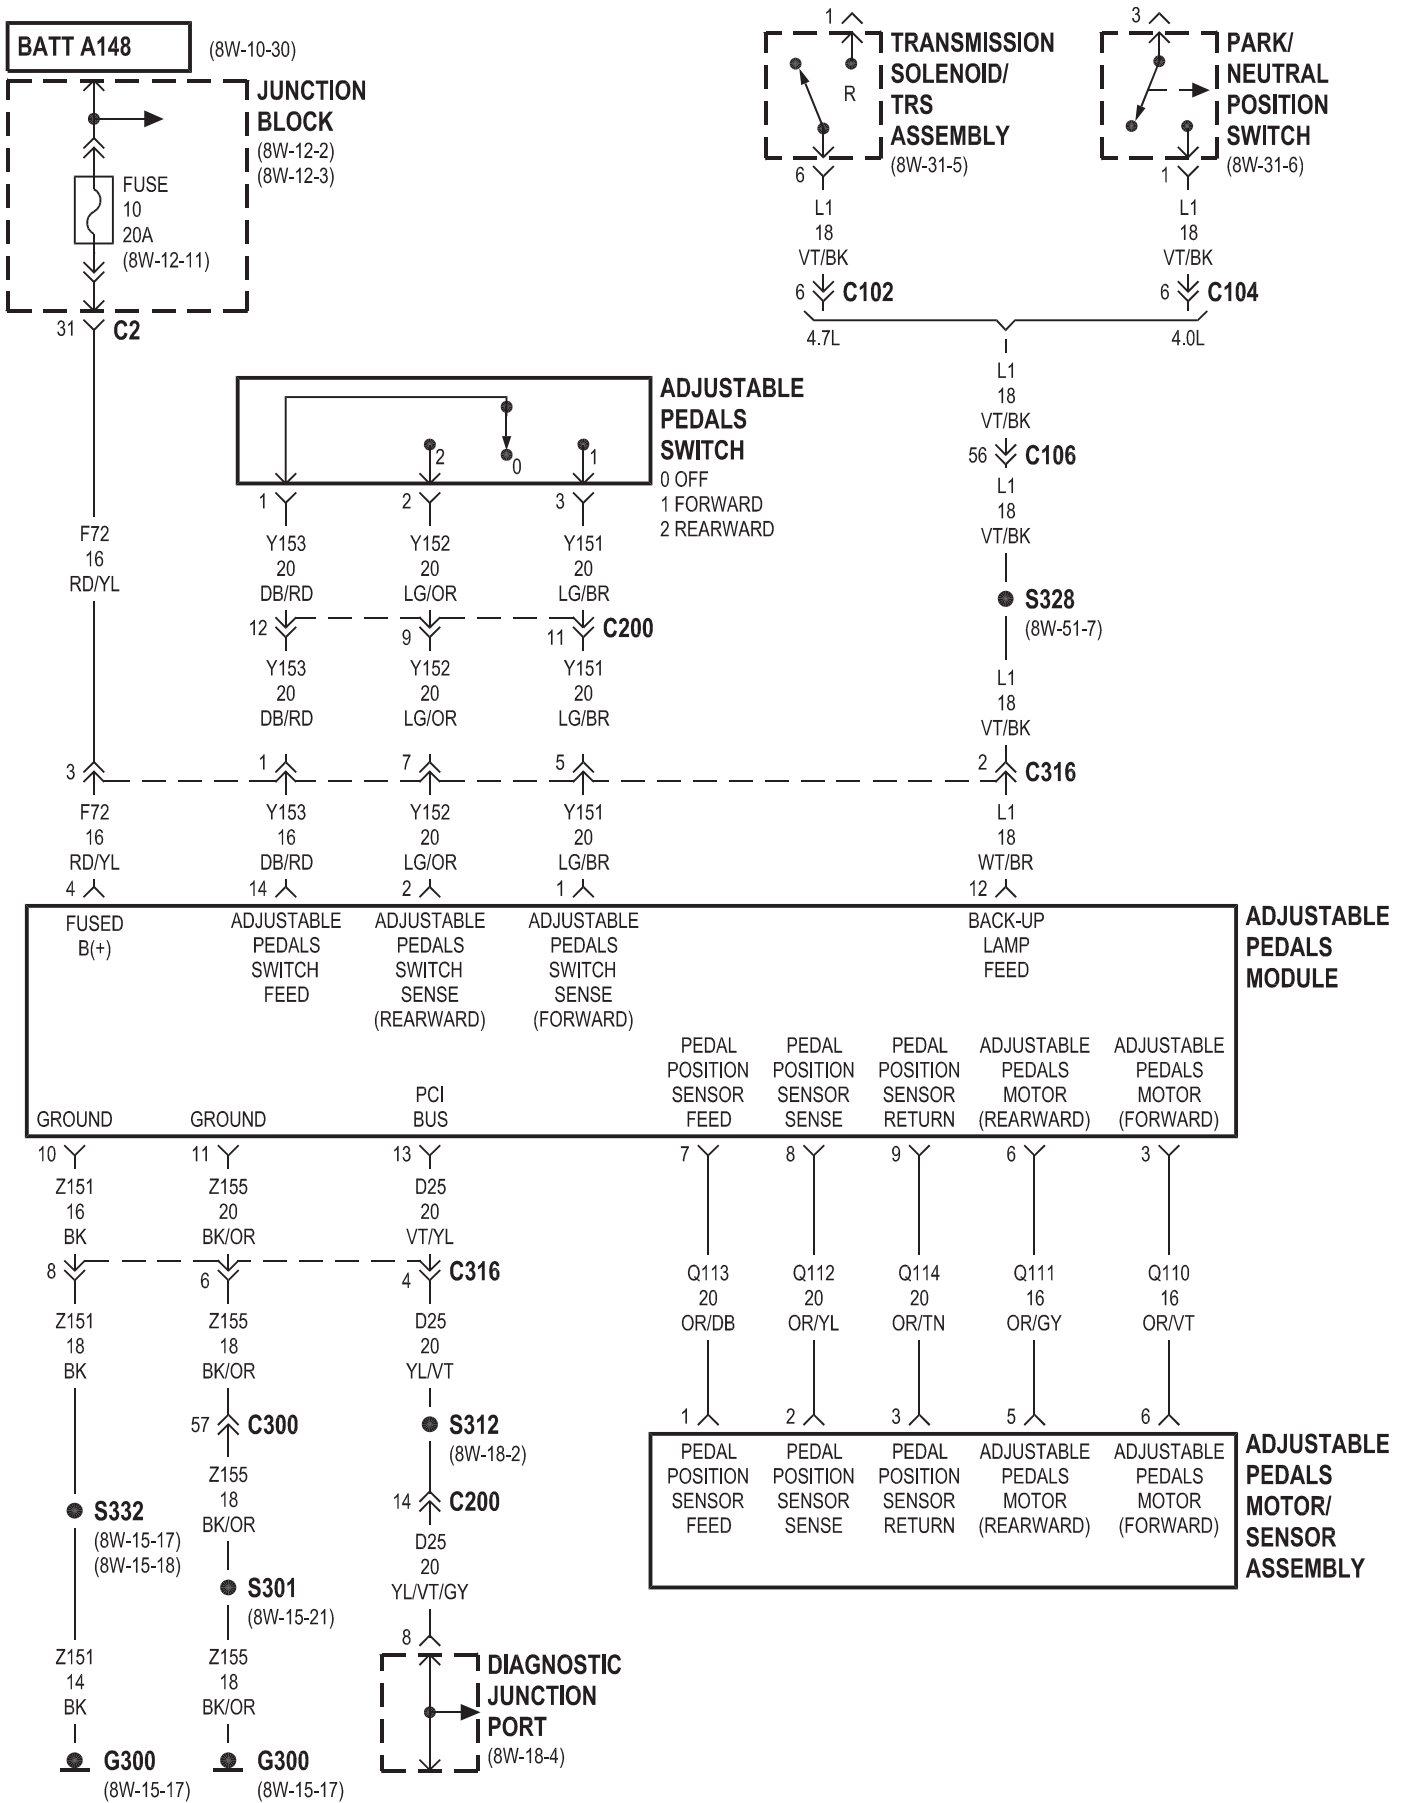 BATT A148
(8W-10-30)
JUNCTION
BLOCK
(8W-12-2)
(8W-12-3)
FUSE
10
20A
(8W-12-11)
31
C2
1
TRANSMISSION
SOLENOID/
TRS
ASSEMBLY
(8W-31-5)
R
6
L1
18
VT/BK
6
C102
4.7L
3
PARK/
NEUTRAL
POSITION
SWITCH
(8W-31-6)
1
L1
18
VT/BK
6
C104
4.0L
L1
18
VT/BK
56
C106
L1
18
VT/BK
S328
(8W-51-7)
L1
18
VT/BK
2
C316
L1
18
WT/BR
12
ADJUSTABLE
PEDALS
SWITCH
0 OFF
1 FORWARD
2 REARWARD
2
0
1
1
2
3
Y153
20
DB/RD
Y152
20
LG/OR
Y151
20
LG/BR
12
9
11
C200
Y153
20
DB/RD
Y152
20
LG/OR
Y151
20
LG/BR
F72
16
RD/YL
3
1
7
5
F72
16
RD/YL
Y153
16
DB/RD
Y152
20
LG/OR
Y151
20
LG/BR
4
14
2
1
FUSED
B(+)
ADJUSTABLE
PEDALS
SWITCH
FEED
ADJUSTABLE
PEDALS
SWITCH
SENSE
(REARWARD)
ADJUSTABLE
PEDALS
SWITCH
SENSE
(FORWARD)
BACK-UP
LAMP
FEED
ADJUSTABLE
PEDALS
MODULE
GROUND
GROUND
PCI
BUS
PEDAL
POSITION
SENSOR
FEED
PEDAL
POSITION
SENSOR
SENSE
PEDAL
POSITION
SENSOR
RETURN
ADJUSTABLE
PEDALS
MOTOR
(REARWARD)
ADJUSTABLE
PEDALS
MOTOR
(FORWARD)
10
11
13
7
8
9
6
3
Z151
16
BK
Z155
20
BK/OR
D25
20
VT/YL
8
6
4
C316
Z151
18
BK
Z155
18
BK/OR
D25
20
YL/VT
Q113
20
OR/DB
Q112
20
OR/YL
Q114
20
OR/TN
Q111
16
OR/GY
Q110
16
OR/VT
57
C300
S312
(8W-18-2)
Z155
18
BK/OR
14
C200
S332
(8W-15-17)
(8W-15-18)
D25
20
YL/VT/GY
S301
(8W-15-21)
Z151
14
BK
Z155
18
BK/OR
8
DIAGNOSTIC
JUNCTION
PORT
(8W-18-4)
G300
(8W-15-17)
G300
(8W-15-17)
1
2
3
5
6
PEDAL
POSITION
SENSOR
FEED
PEDAL
POSITION
SENSOR
SENSE
PEDAL
POSITION
SENSOR
RETURN
ADJUSTABLE
PEDALS
MOTOR
(REARWARD)
ADJUSTABLE
PEDALS
MOTOR
(FORWARD)
ADJUSTABLE
PEDALS
MOTOR/
SENSOR
ASSEMBLY